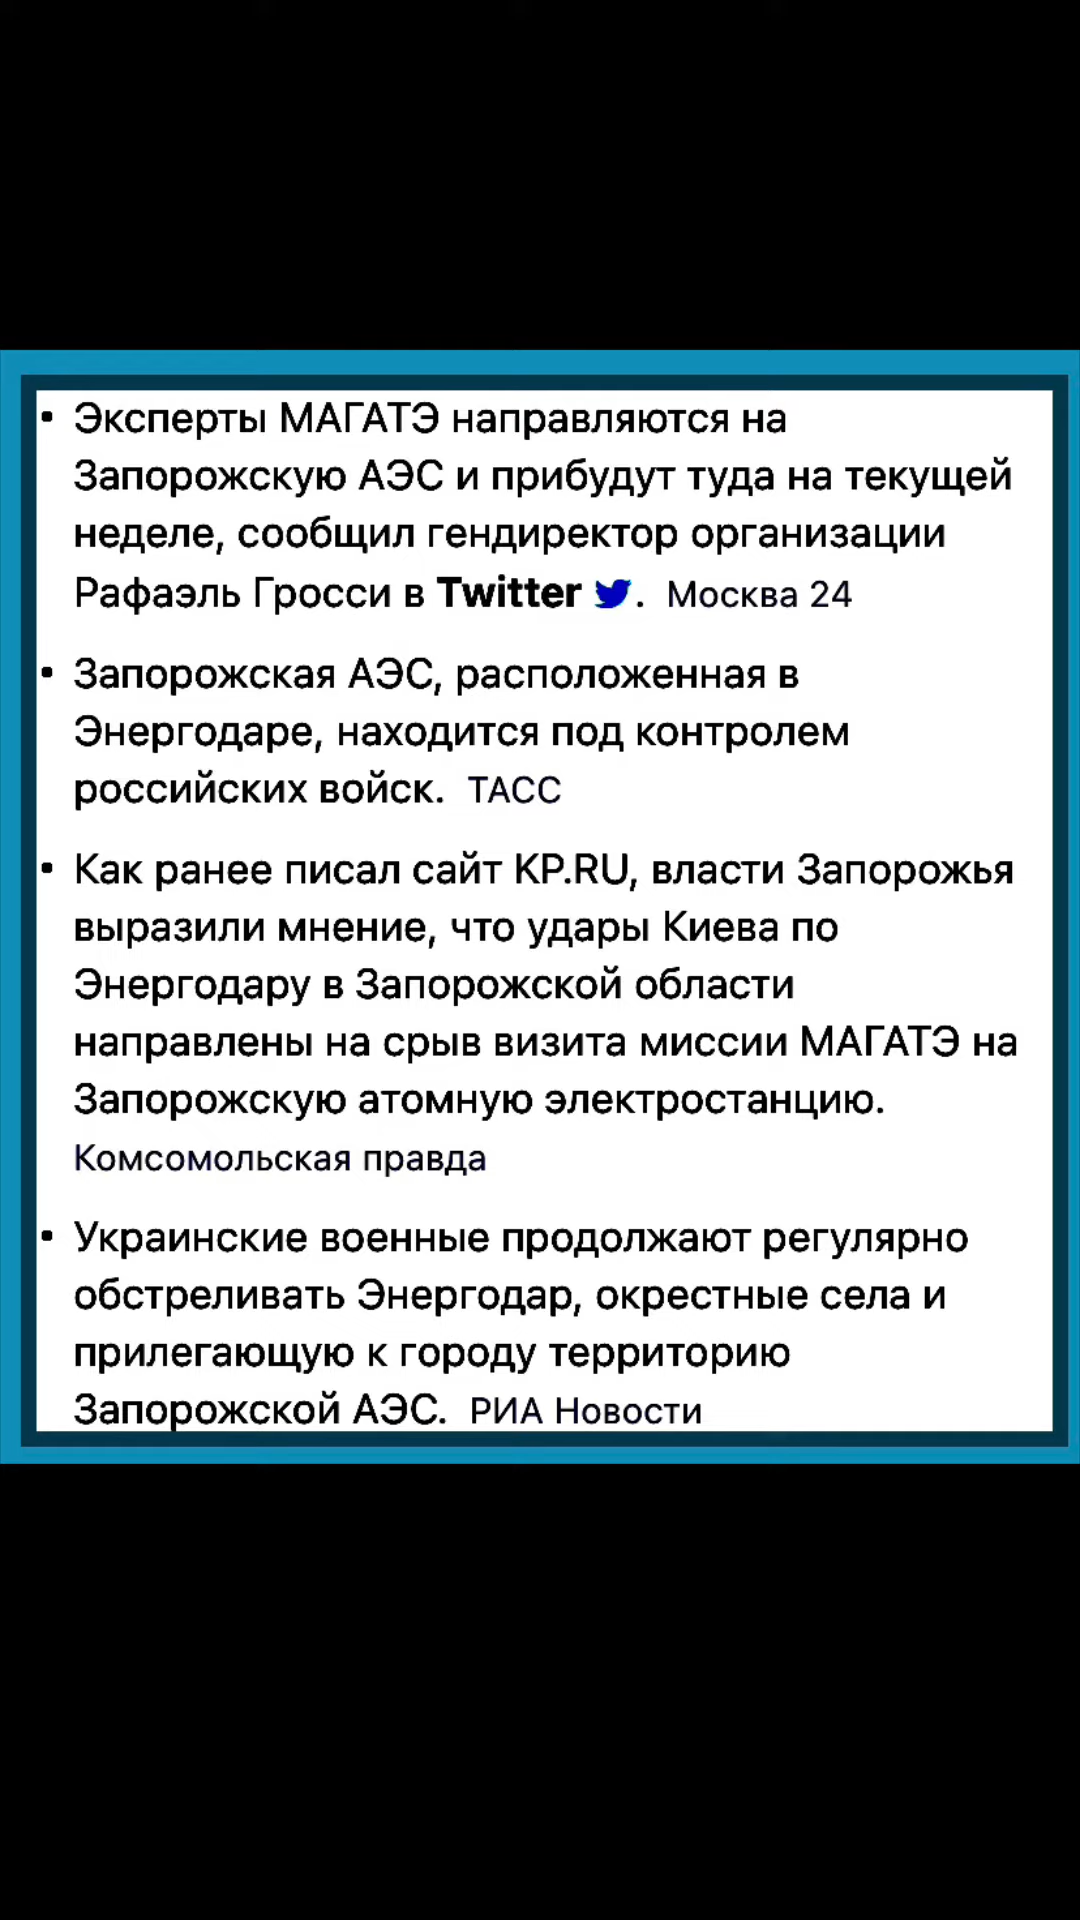 • Эксперты МАГАТЭ направляются на
Запорожскую АЭС и прибудут туда на текущей
неделе, сообщил гендиректор организации
Рафаэль Гросси в Twitter. Москва 24
• Запорожская АЭС, расположенная в
Энергодаре, находится под контролем
российских войск. ТАСС
• Как ранее писал сайт KP.RU, власти Запорожья
выразили мнение, что удары Киева по
Энергодару в Запорожской области
направлены на срыв визита миссии МАГАТЭ на
Запорожскую атомную электростанцию.
Комсомольская правда
• Украинские военные продолжают регулярно
обстреливать Энергодар, окрестные села и
прилегающую к городу территорию
Запорожской АЭС. РИА Новости